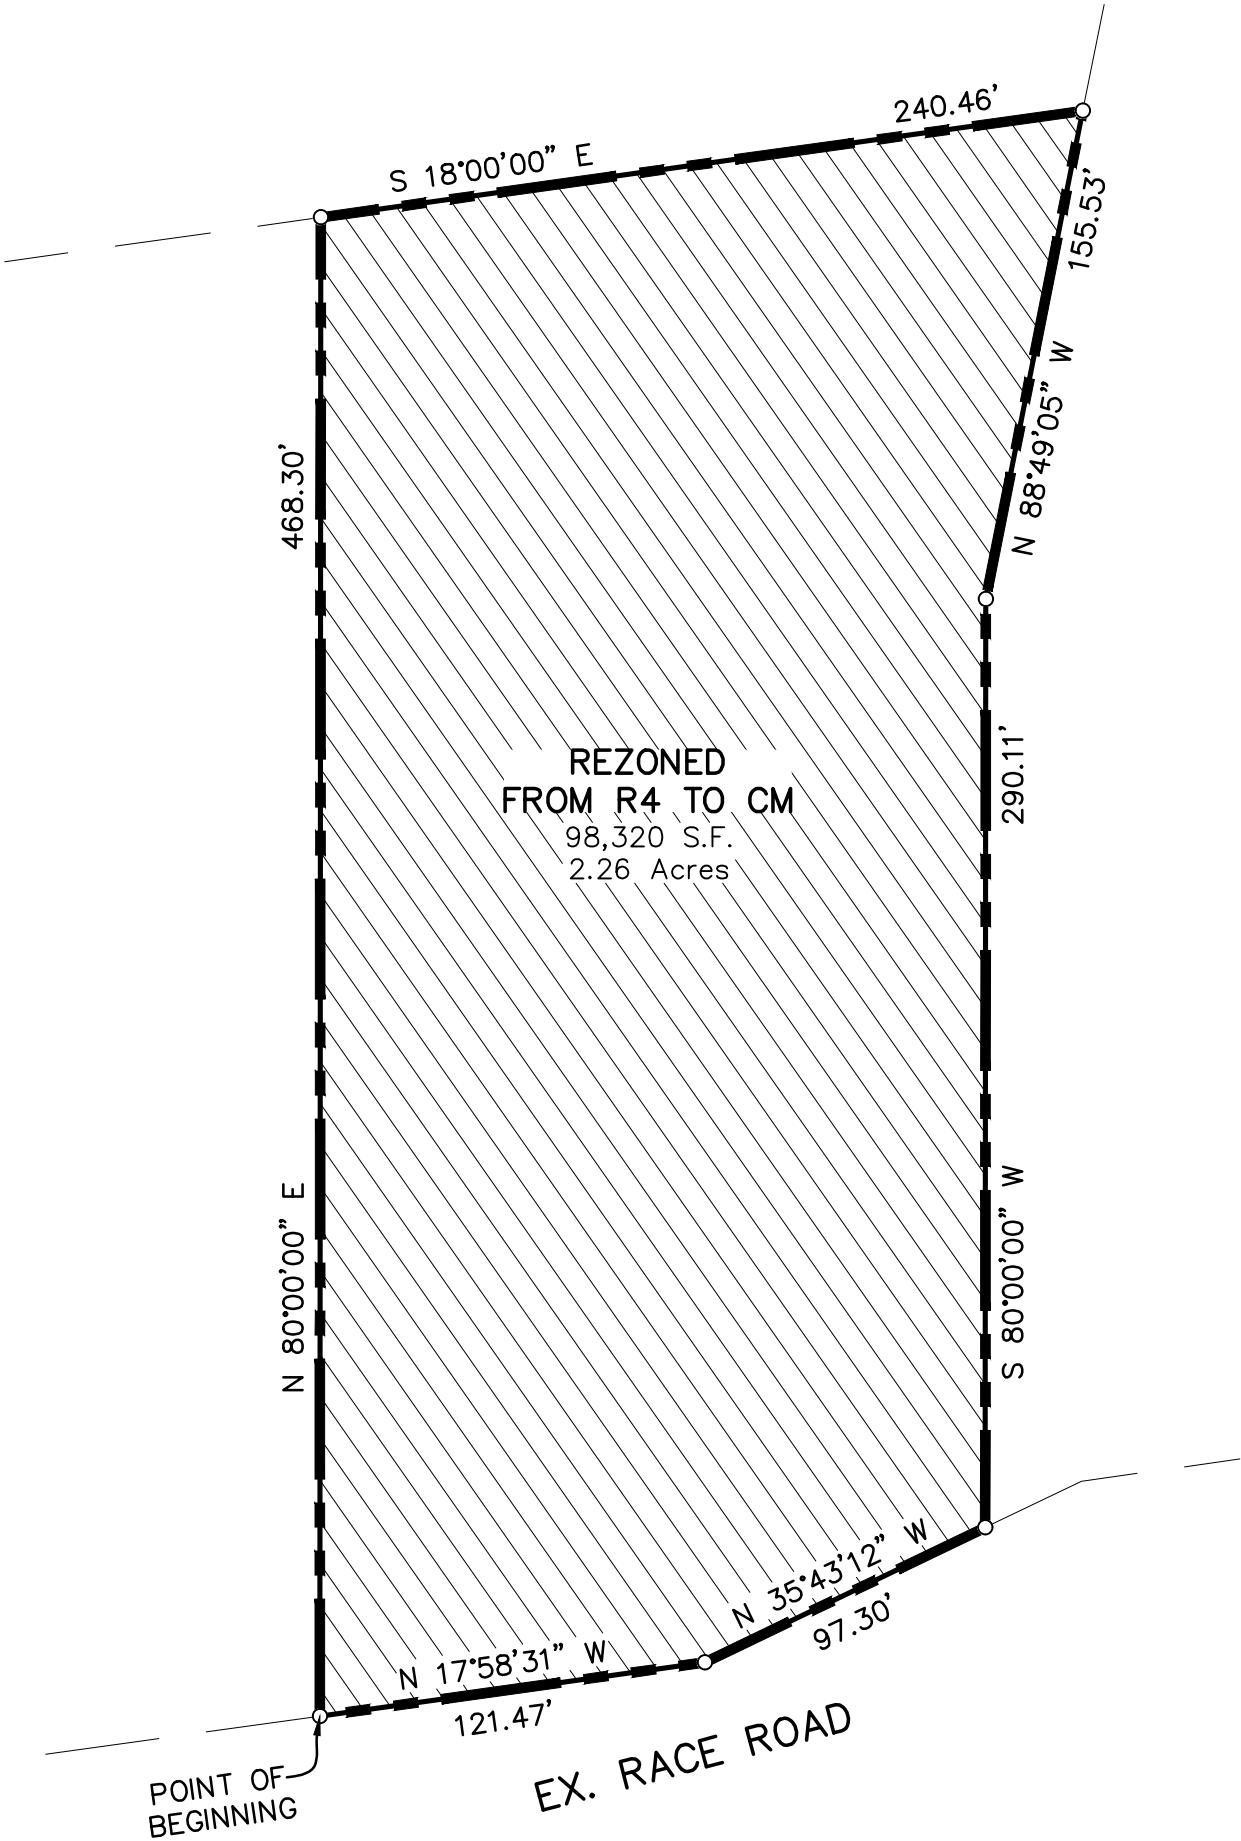 240.46'
S 18°00'00" E
155.53'
N 88°49'05" W
468.30'
REZONED
FROM R4 TO CM
98,320 S.F.
2.26 Acres
290.11'
N 80°00'00" E
S 80°00'00" W
N 35°43'12" W
97.30'
N 17°58'31" W
121.47'
EX. RACE ROAD
POINT OF
BEGINNING